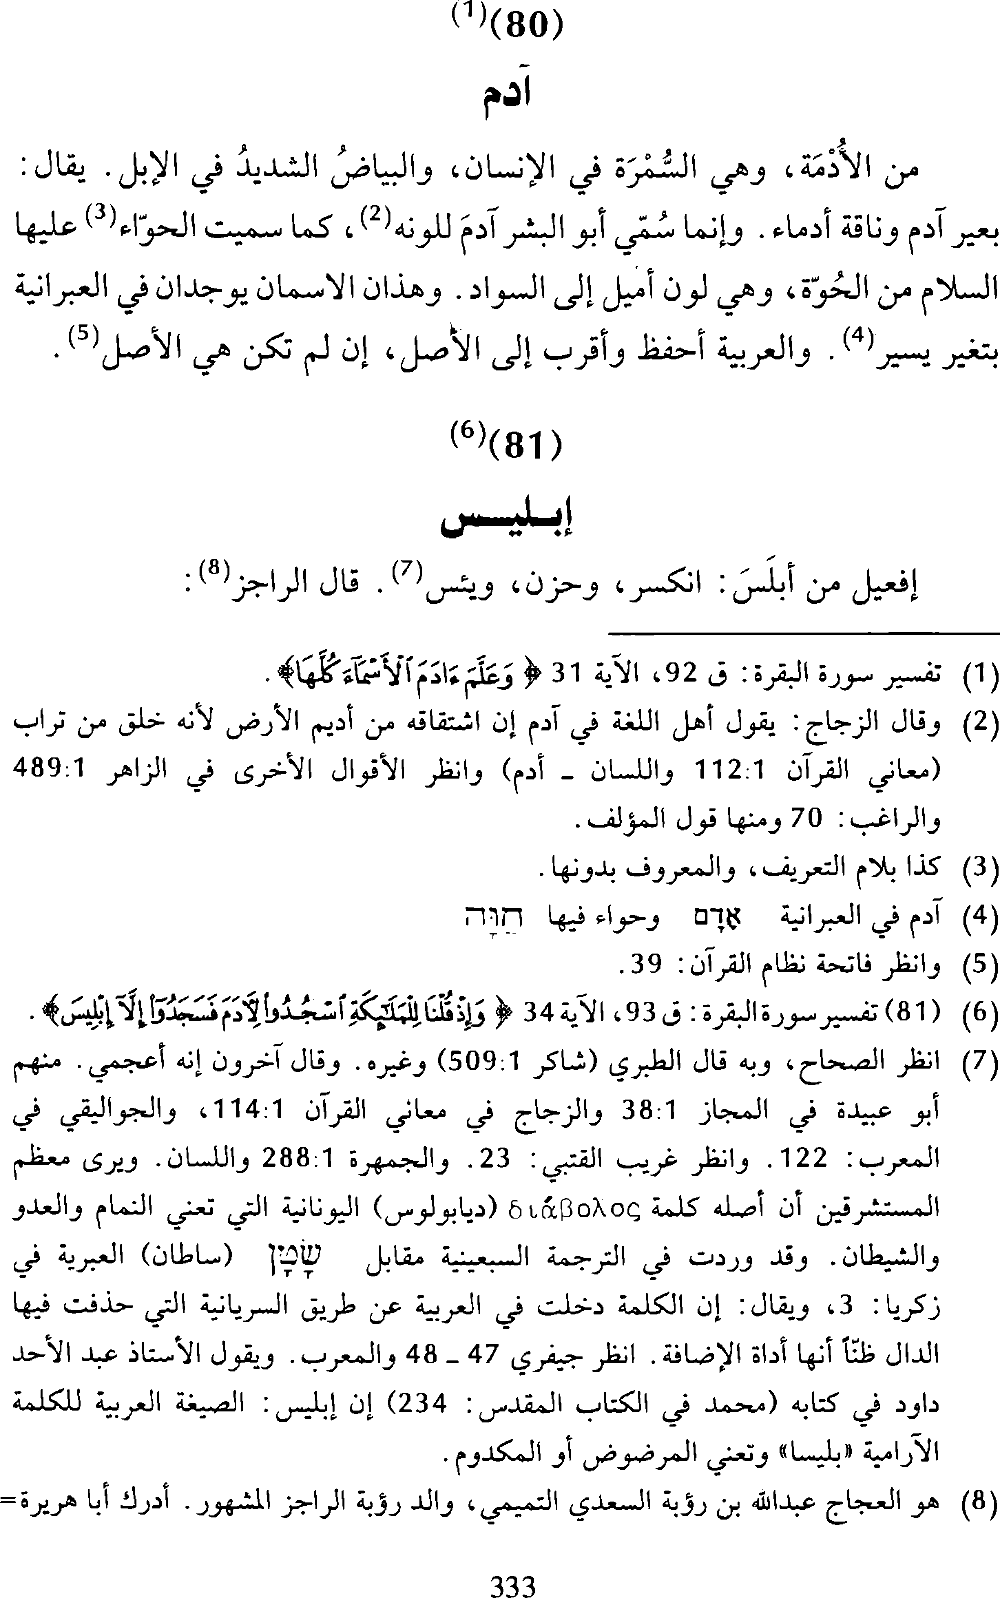 (80)(1)
آدم
من الأُدْمَة، وهي السُّمْرَة في الإنسان، والبياضُ الشديدُ في الإبل. يقال:
بعير آدم وناقة أدماء. وإنما سُمّي أبو البشر آدمَ للونه(2)، كما سميت الحوّاء(3) عليها
السلام من الحُوّة، وهي لون أميل إلى السواد. وهذان الاسمان يوجدان في العبرانية
بتغير يسير(4). والعربية أحفظ وأقرب إلى الأصل، إن لم تكن هي الأصل(5).
(81)(6)
إبـليـس
إفعيل من أبلَسَ: انكسر، وحزن، ويئس(7). قال الراجز(8):
(1) تفسير سورة البقرة: ق 92، الآية 31 ﴿ وَعَلَّمَ ءَادَمَ ٱلْأَسْمَآءَ كُلَّهَا﴾.
(2) وقال الزجاج: يقول أهل اللغة في آدم إن اشتقاقه من أديم الأرض لأنه خلق من تراب
(معاني القرآن 112:1 واللسان ـ أدم) وانظر الأقوال الأخرى في الزاهر 489:1
والراغب: 70 ومنها قول المؤلف.
(3) كذا بلام التعريف، والمعروف بدونها.
(4) آدم في العبرانية אָדָם وحواء فيها חַוָּה
(5) وانظر فاتحة نظام القرآن: 39.
(6) (81) تفسير سورة البقرة: ق 93، الآية 34 ﴿ وَإِذْ قُلْنَا لِلْمَلَٰٓئِكَةِ ٱسْجُدُوا۟ لِءَادَمَ فَسَجَدُوٓا۟ إِلَّآ إِبْلِيسَ﴾.
(7) انظر الصحاح، وبه قال الطبري (شاكر 509:1) وغيره. وقال آخرون إنه أعجمي. منهم
أبو عبيدة في المجاز 38:1 والزجاج في معاني القرآن 114:1، والجواليقي في
المعرب: 122. وانظر غريب القتبي: 23. والجمهرة 288:1 واللسان. ويرى معظم
المستشرقين أن أصله كلمة διάβολος (ديابولوس) اليونانية التي تعني النمام والعدو
والشيطان. وقد وردت في الترجمة السبعينية مقابل שָׂטָן (ساطان) العبرية في
زكريا: 3، ويقال: إن الكلمة دخلت في العربية عن طريق السريانية التي حذفت فيها
الدال ظنّاً أنها أداة الإضافة. انظر جيفري 47 ـ 48 والمعرب. ويقول الأستاذ عبد الأحد
داود في كتابه (محمد في الكتاب المقدس: 234) إن إبليس: الصيغة العربية للكلمة
الآرامية «بليسا» وتعني المرضوض أو المكدوم.
(8) هو العجاج عبدالله بن رؤبة السعدي التميمي، والد رؤبة الراجز المشهور. أدرك أبا هريرة=
333